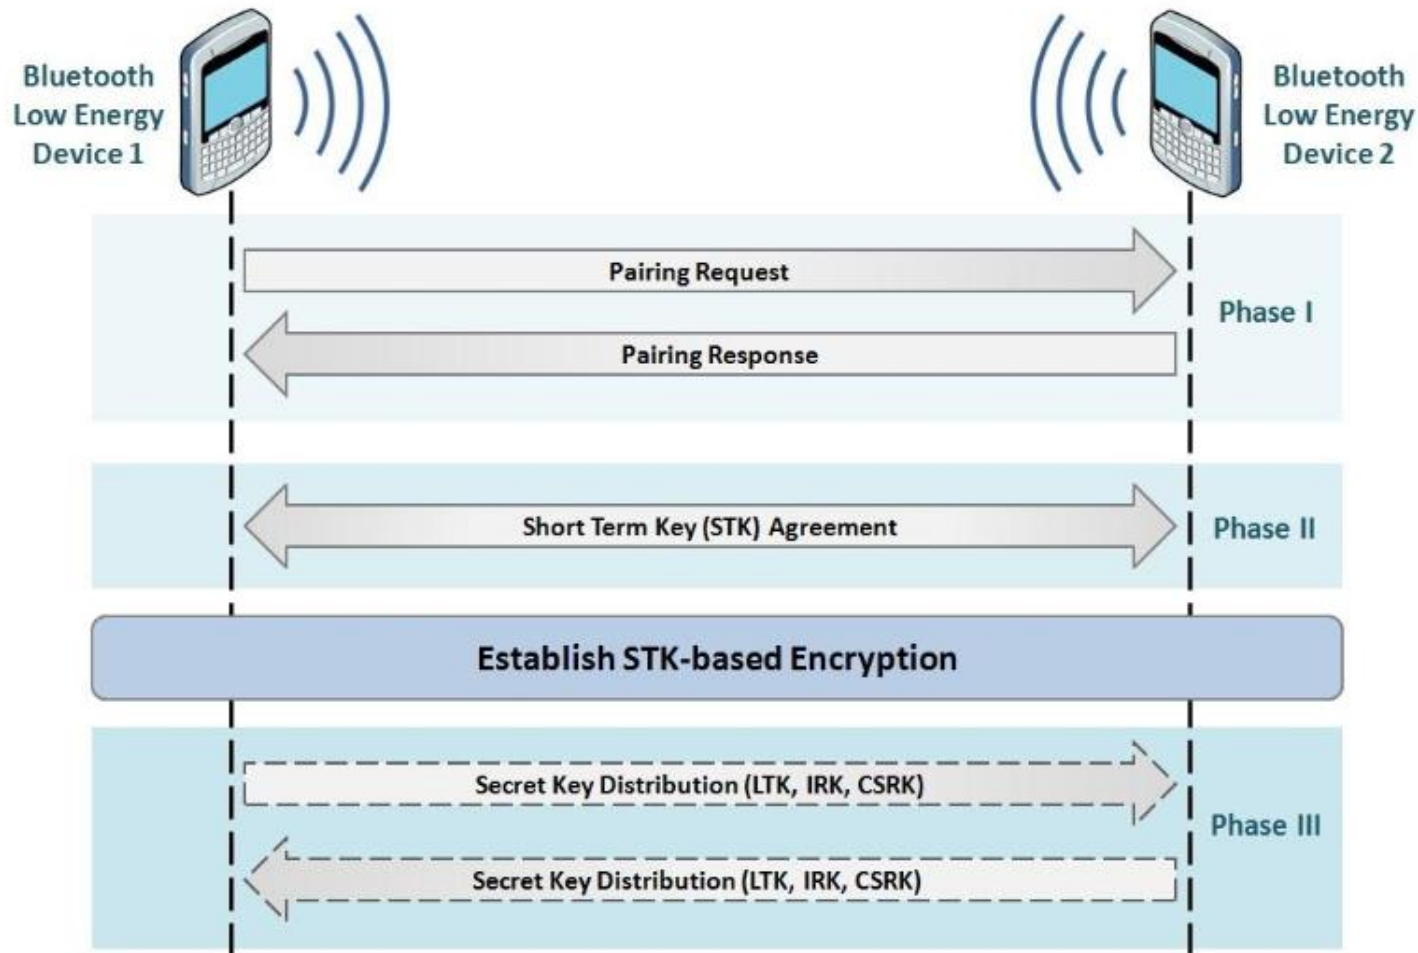 Bluetooth
Low Energy
Device 1
Bluetooth
Low Energy
Device 2
Pairing Request
Phase I
Pairing Response
Short Term Key (STK) Agreement
Phase II
Establish STK-based Encryption
Secret Key Distribution (LTK, IRK, CSRK)
Phase III
Secret Key Distribution (LTK, IRK, CSRK)